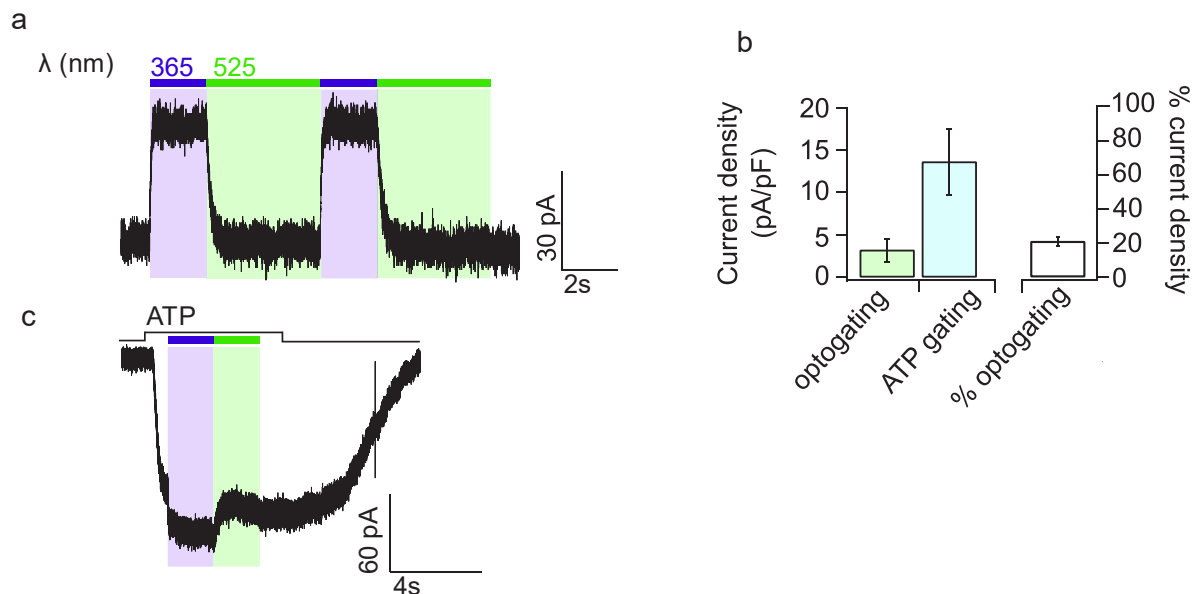 a
λ (nm)
365
525
30 pA
2s
b
Current density
(pA/pF)
20
15
10
5
0
optogating
ATP gating
% optogating
100
80
60
40
20
0
% current
density
c
ATP
60 pA
4s